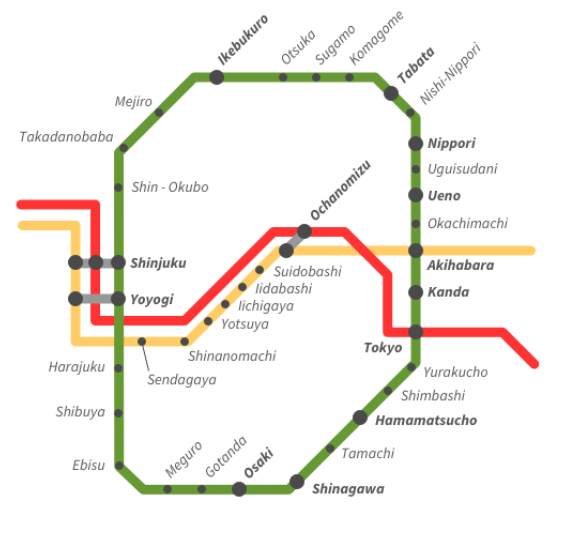 Ikebukuro
Otsuka
Sugamo
Komagome
Tabata
Nishi-Nippori
Mejiro
Takadanobaba
Nippori
Uguisudani
Shin - Okubo
Ueno
Ochanomizu
Okachimachi
Shinjuku
Akihabara
Suidobashi
Iidabashi
Kanda
Yoyogi
Iichigaya
Yotsuya
Tokyo
Shinanomachi
Harajuku
Sendagaya
Yurakucho
Shimbashi
Shibuya
Hamamatsucho
Ebisu
Meguro
Gotanda
Osaki
Tamachi
Shinagawa